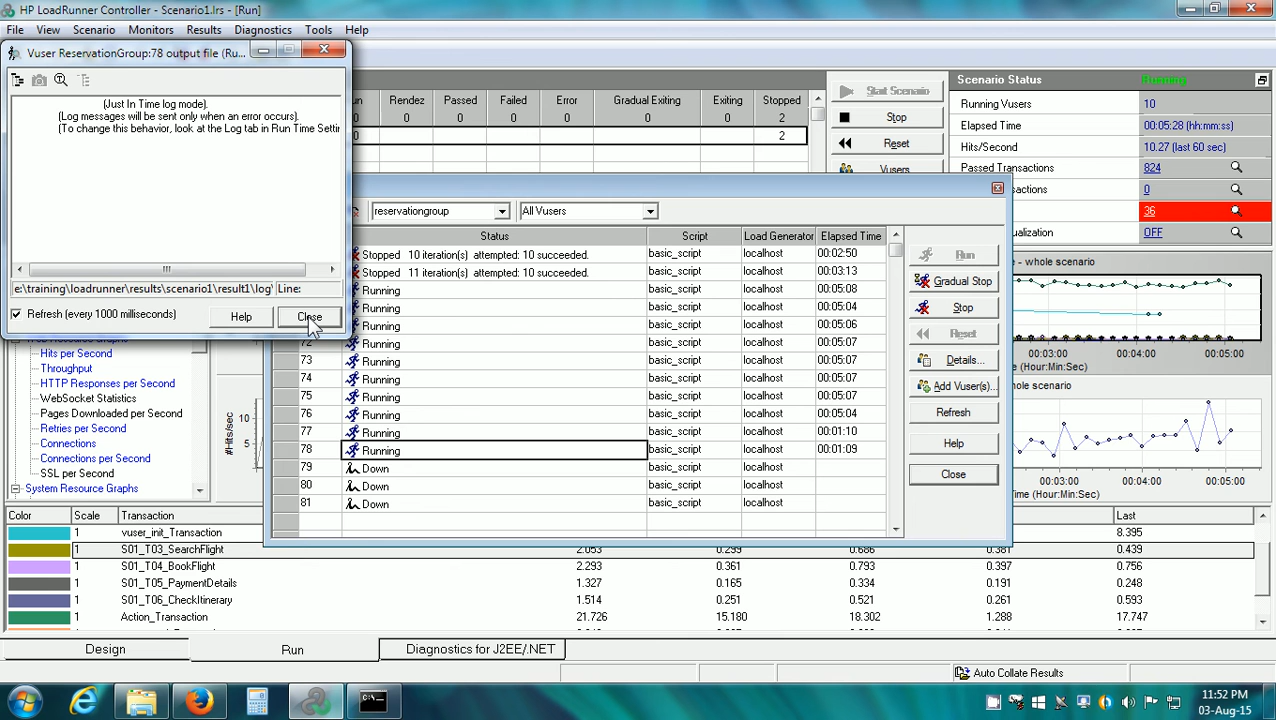 HP LoadRunner Controller - Scenario1.lrs - [Run]
File View Scenario Monitors Results Diagnostics Tools Help
Vuser ReservationGroup:78 output file (Ru...
(Just In Time log mode).
(Log messages will be sent only when an error occurs).
(To change this behavior, look at the Log tab in Run Time Settin
e:\training\loadrunner\results\scenario1\result1\log\ Line:
Refresh (every 1000 milliseconds) Help Close
Rendez Passed Failed Error Gradual Exiting Exiting Stopped
0 0 0 0 0 0 2
2
Start Scenario
Stop
Reset
Vusers
Scenario Status Running
Running Vusers 10
Elapsed Time 00:05:28 (hh:mm:ss)
Hits/Second 10.27 (last 60 sec)
Passed Transactions 824
0
36
OFF
reservationgroup All Vusers
Status Script Load Generator Elapsed Time
Stopped 10 iteration(s) attempted: 10 succeeded. basic_script localhost 00:02:50
Stopped 11 iteration(s) attempted: 10 succeeded. basic_script localhost 00:03:13
Running basic_script localhost 00:05:08
Running basic_script localhost 00:05:04
Running basic_script localhost 00:05:06
72 Running basic_script localhost 00:05:07
73 Running basic_script localhost 00:05:06
74 Running basic_script localhost 00:05:07
75 Running basic_script localhost 00:05:07
76 Running basic_script localhost 00:05:04
77 Running basic_script localhost 00:01:10
78 Running basic_script localhost 00:01:09
79 Down basic_script localhost
80 Down basic_script localhost
81 Down basic_script localhost
Run
Gradual Stop
Stop
Reset
Details...
Add Vuser(s)...
Refresh
Help
Close
Hits per Second
Throughput
HTTP Responses per Second
WebSocket Statistics
Pages Downloaded per Second
Retries per Second
Connections
Connections per Second
SSL per Second
System Resource Graphs
#Hits/sec
10
5
whole scenario
00:03:00 00:04:00 00:05:00
Time (Hour:Min:Sec)
whole scenario
00:03:00 00:04:00 00:05:00
Time (Hour:Min:Sec)
Color Scale Transaction Last
1 vuser_init_Transaction 8.395
1 S01_T03_SearchFlight 2.053 0.299 0.686 0.381 0.439
1 S01_T04_BookFlight 2.293 0.361 0.793 0.397 0.756
1 S01_T05_PaymentDetails 1.327 0.165 0.334 0.191 0.248
1 S01_T06_CheckItinerary 1.514 0.251 0.521 0.261 0.593
1 Action_Transaction 21.726 15.180 18.302 1.288 17.747
Design Run Diagnostics for J2EE/.NET
Auto Collate Results
11:52 PM
03-Aug-15